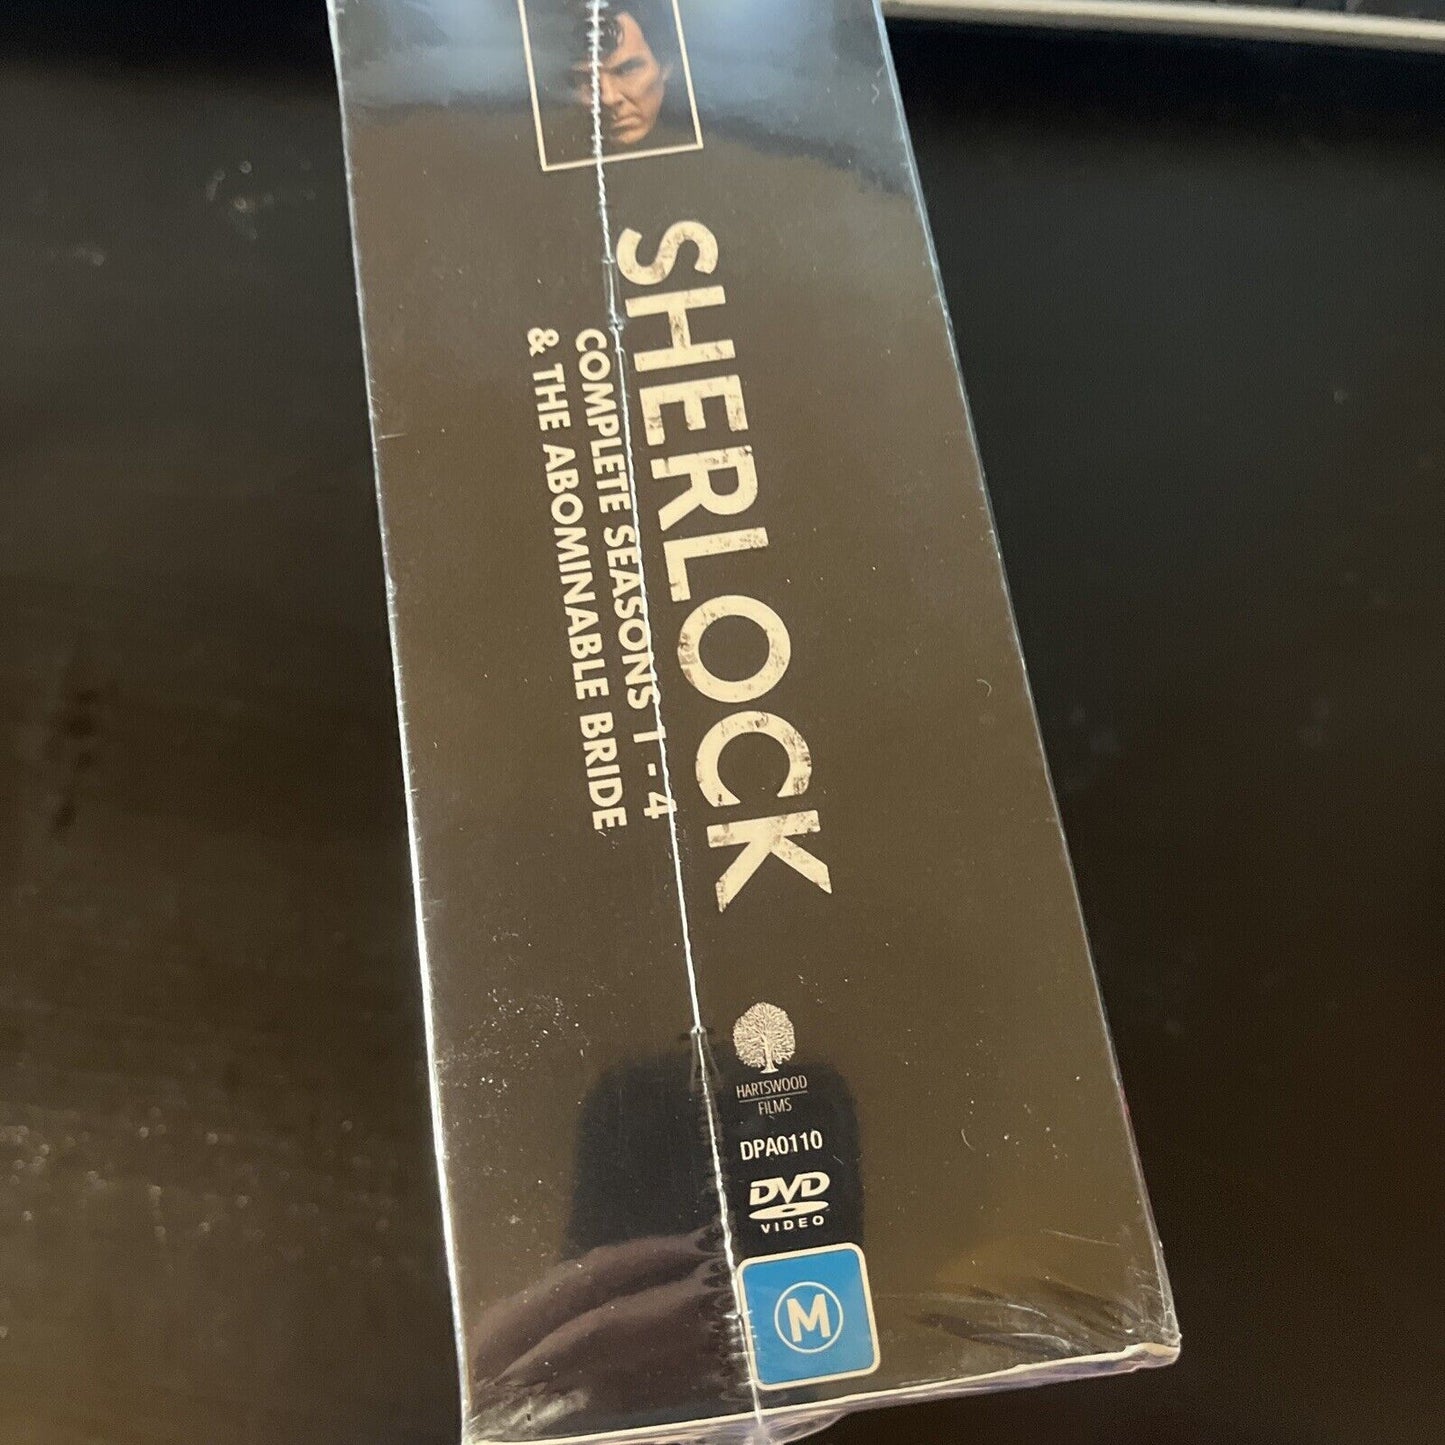 SHERLOCK
COMPLETE SEASONS 1 - 4
& THE ABOMINABLE BRIDE
HARTSWOOD
FILMS
DPA0110
DVD
VIDEO
M